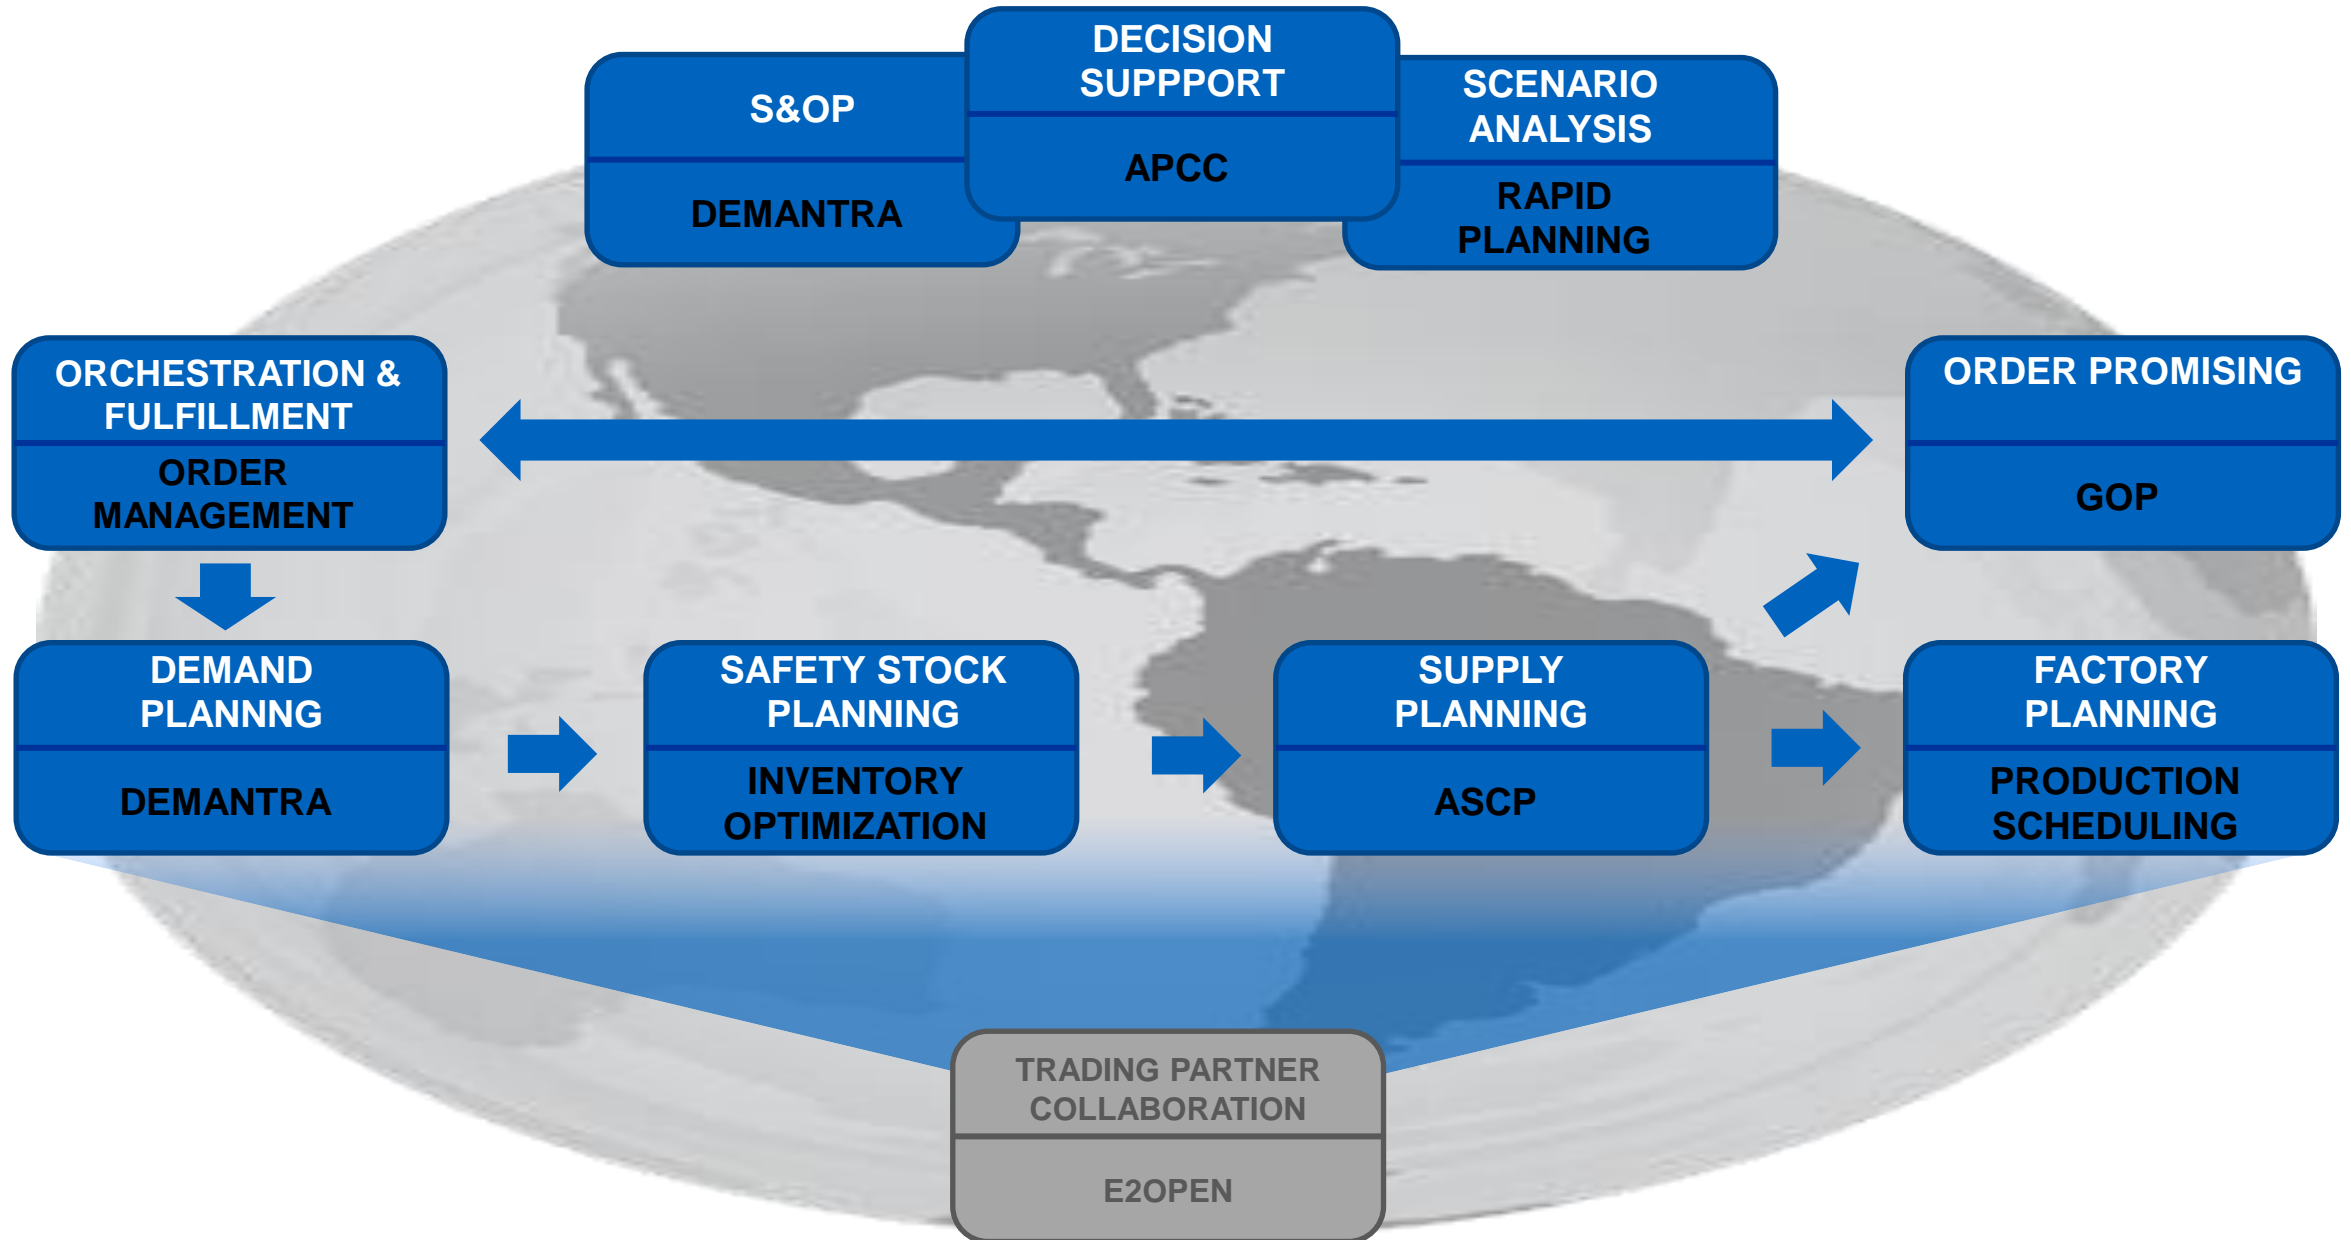 DECISION
SUPPPORT
APCC
S&OP
DEMANTRA
SCENARIO
ANALYSIS
RAPID
PLANNING
ORCHESTRATION &
FULFILLMENT
ORDER
MANAGEMENT
ORDER PROMISING
GOP
DEMAND
PLANNNG
DEMANTRA
SAFETY STOCK
PLANNING
INVENTORY
OPTIMIZATION
SUPPLY
PLANNING
ASCP
FACTORY
PLANNING
PRODUCTION
SCHEDULING
TRADING PARTNER
COLLABORATION
E2OPEN